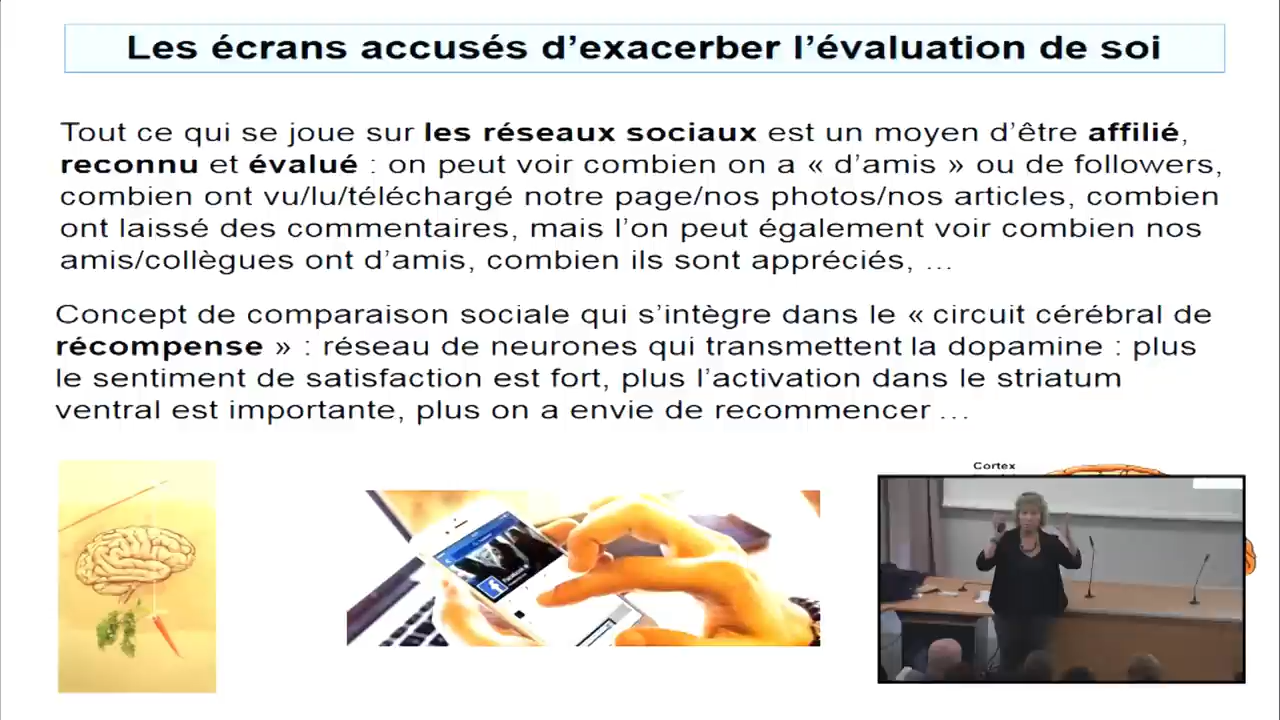 Les écrans accusés d’exacerber l’évaluation de soi
Tout ce qui se joue sur les réseaux sociaux est un moyen d’être affilié,
reconnu et évalué : on peut voir combien on a « d’amis » ou de followers,
combien ont vu/lu/téléchargé notre page/nos photos/nos articles, combien
ont laissé des commentaires, mais l’on peut également voir combien nos
amis/collègues ont d’amis, combien ils sont appréciés, …
Concept de comparaison sociale qui s’intègre dans le « circuit cérébral de
récompense » : réseau de neurones qui transmettent la dopamine : plus
le sentiment de satisfaction est fort, plus l’activation dans le striatum
ventral est importante, plus on a envie de recommencer …
Cortex